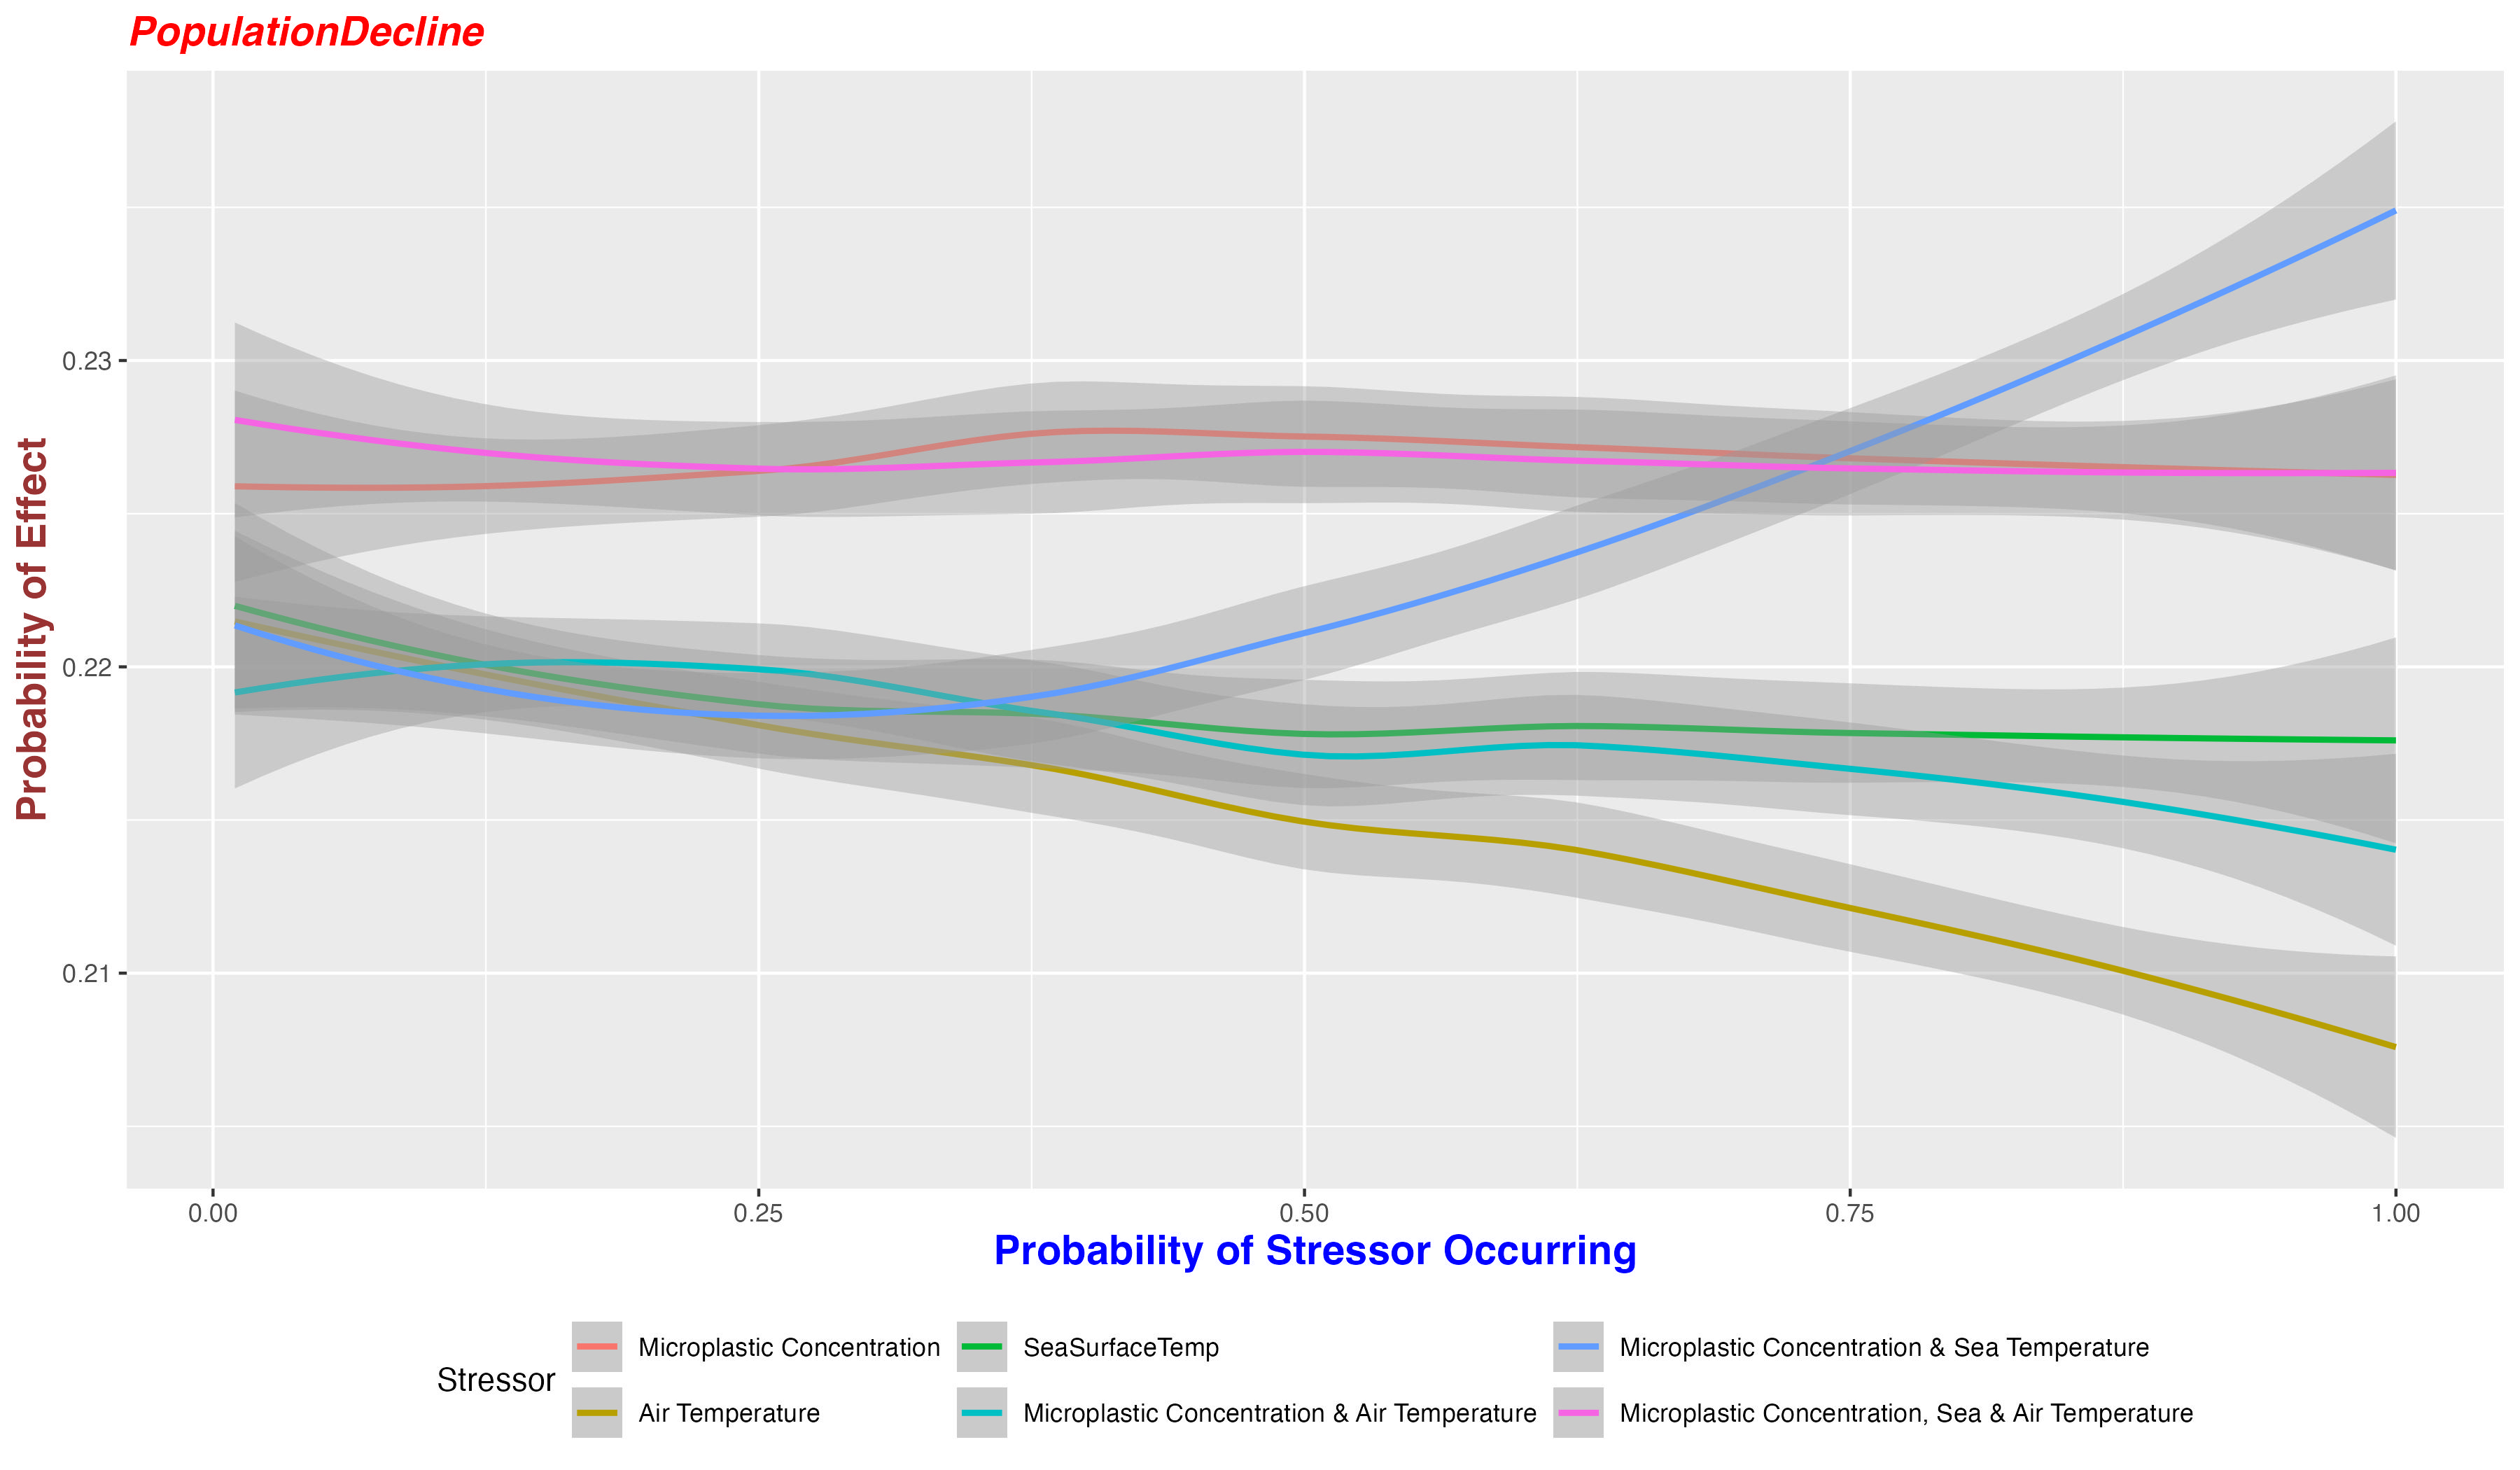 PopulationDecline
Probability of Effect
0.23
0.22
0.21
0.00 0.25 0.50 0.75 1.00
Probability of Stressor Occurring
Stressor
Microplastic Concentration
Air Temperature
SeaSurfaceTemp
Microplastic Concentration & Air Temperature
Microplastic Concentration & Sea Temperature
Microplastic Concentration, Sea & Air Temperature